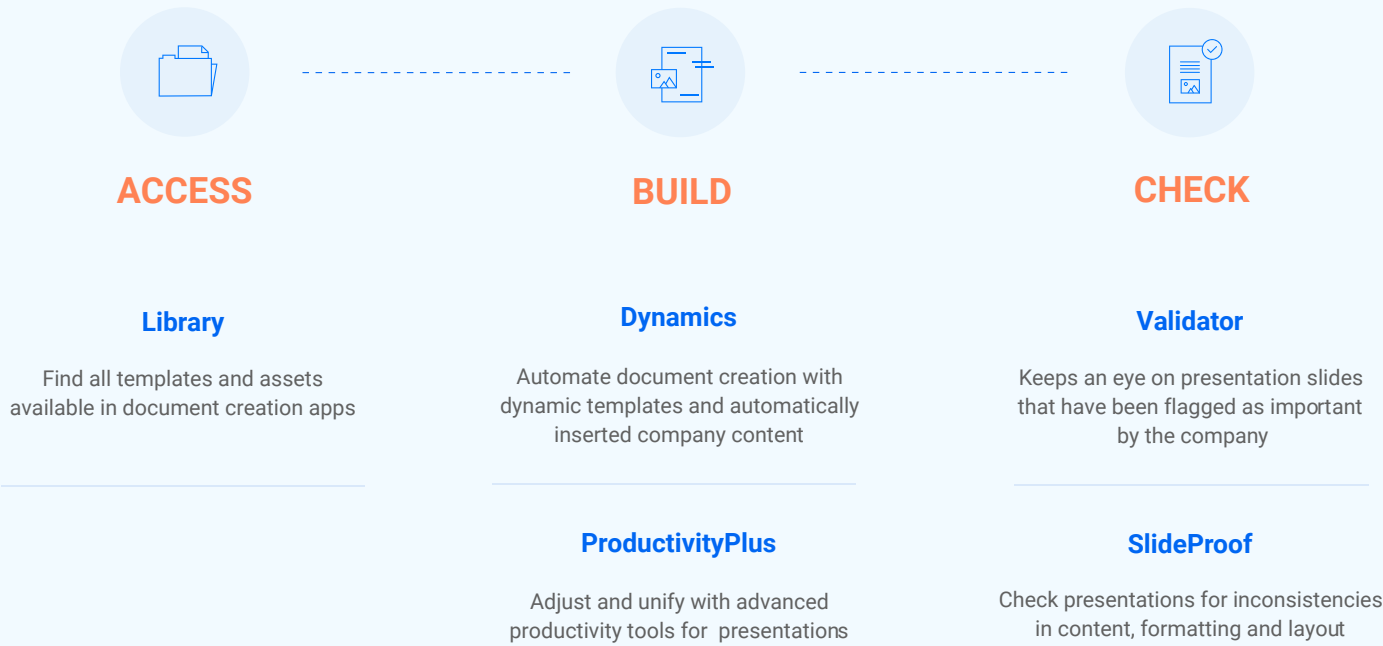 ACCESS
BUILD
CHECK
Library
Find all templates and assets
available in document creation apps
Dynamics
Automate document creation with
dynamic templates and automatically
inserted company content
Validator
Keeps an eye on presentation slides
that have been flagged as important
by the company
ProductivityPlus
Adjust and unify with advanced
productivity tools for presentations
SlideProof
Check presentations for inconsistencies
in content, formatting and layout